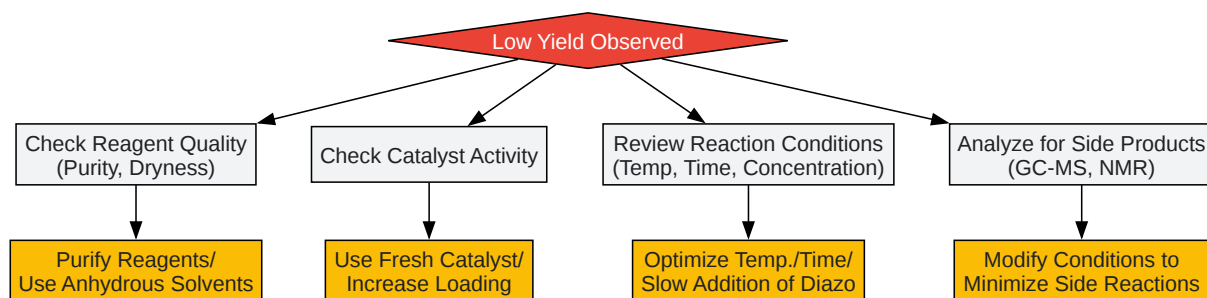 Low Yield Observed
Check Reagent Quality
(Purity, Dryness)
Check Catalyst Activity
Review Reaction Conditions
(Temp, Time, Concentration)
Analyze for Side Products
(GC-MS, NMR)
Purify Reagents/
Use Anhydrous Solvents
Use Fresh Catalyst/
Increase Loading
Optimize Temp./Time/
Slow Addition of Diazo
Modify Conditions to
Minimize Side Reactions